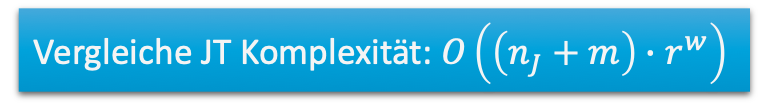 Vergleiche JT Komplexität: 𝑂((𝑛_𝐽 + 𝑚) · 𝑟^𝑤)